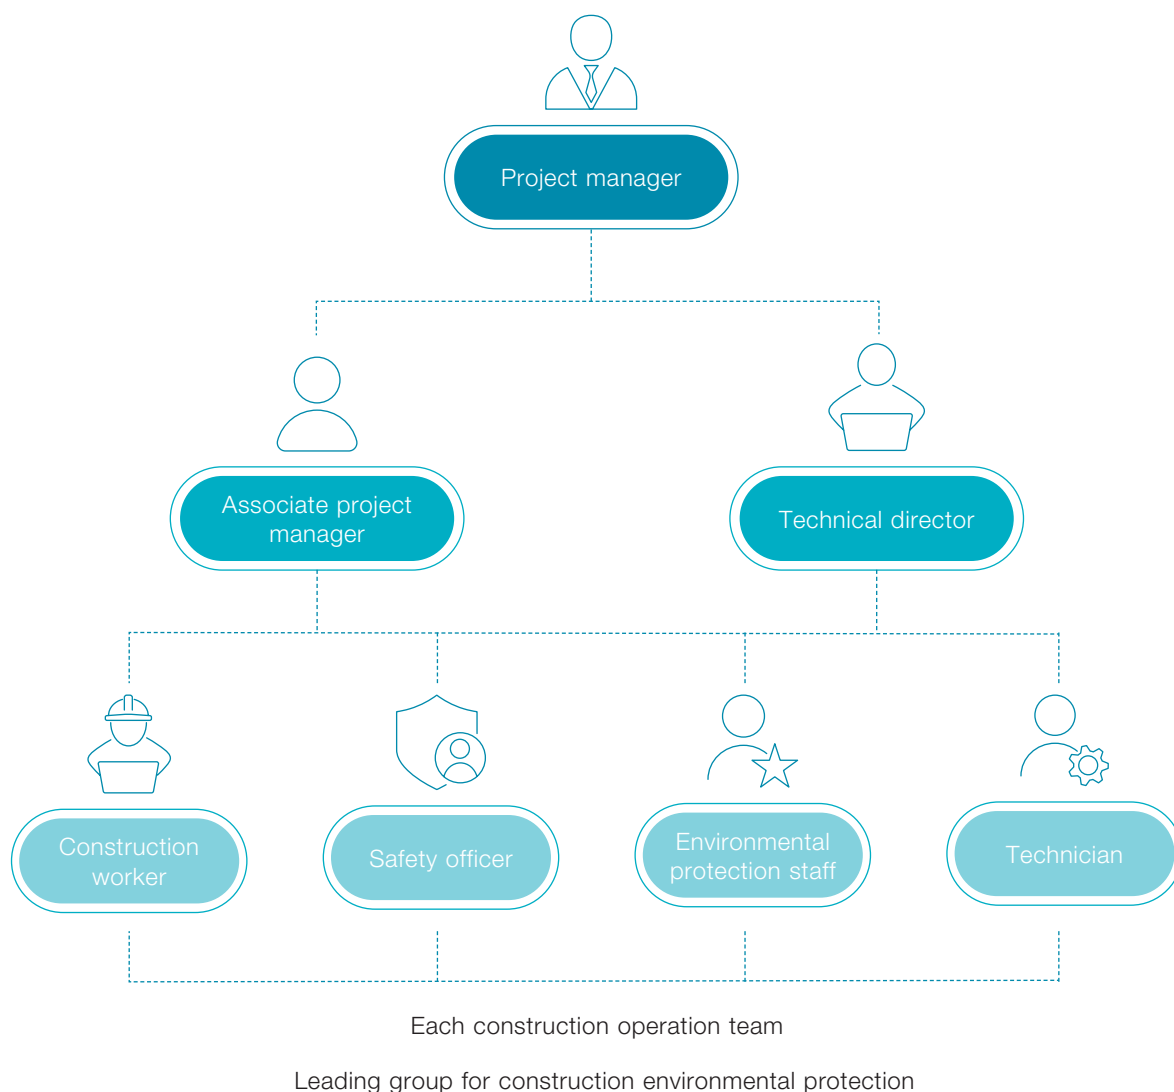 Project manager
Associate project
manager
Technical director
Construction
worker
Safety officer
Environmental
protection staff
Technician
Each construction operation team
Leading group for construction environmental protection